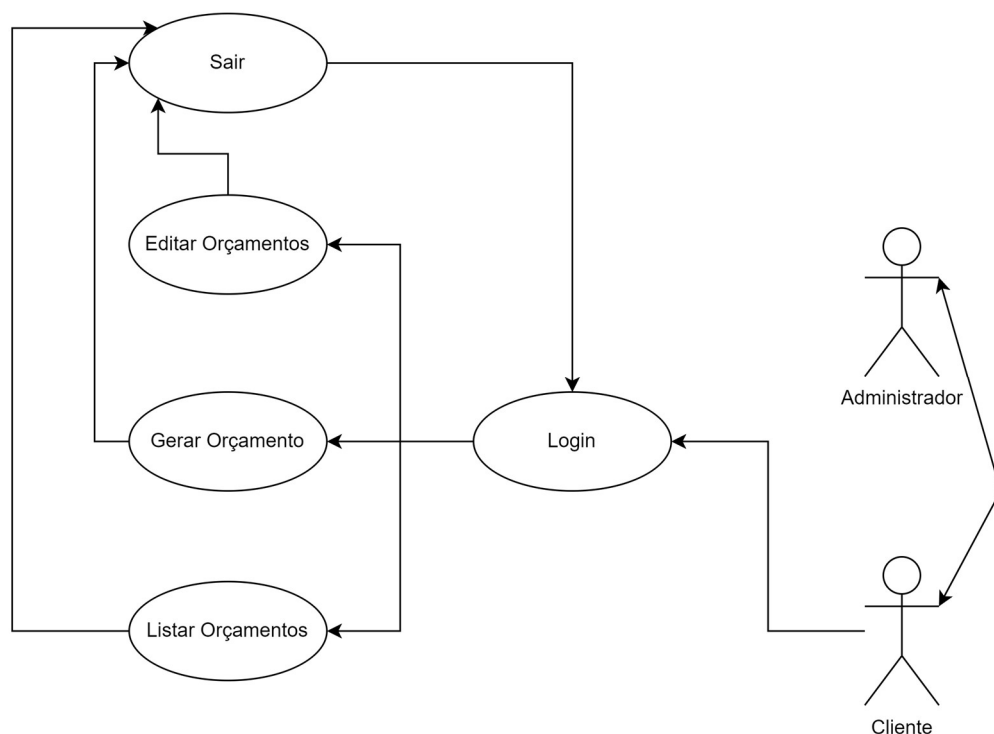 Sair
Editar Orçamentos
Administrador
Gerar Orçamento
Login
Listar Orçamentos
Cliente